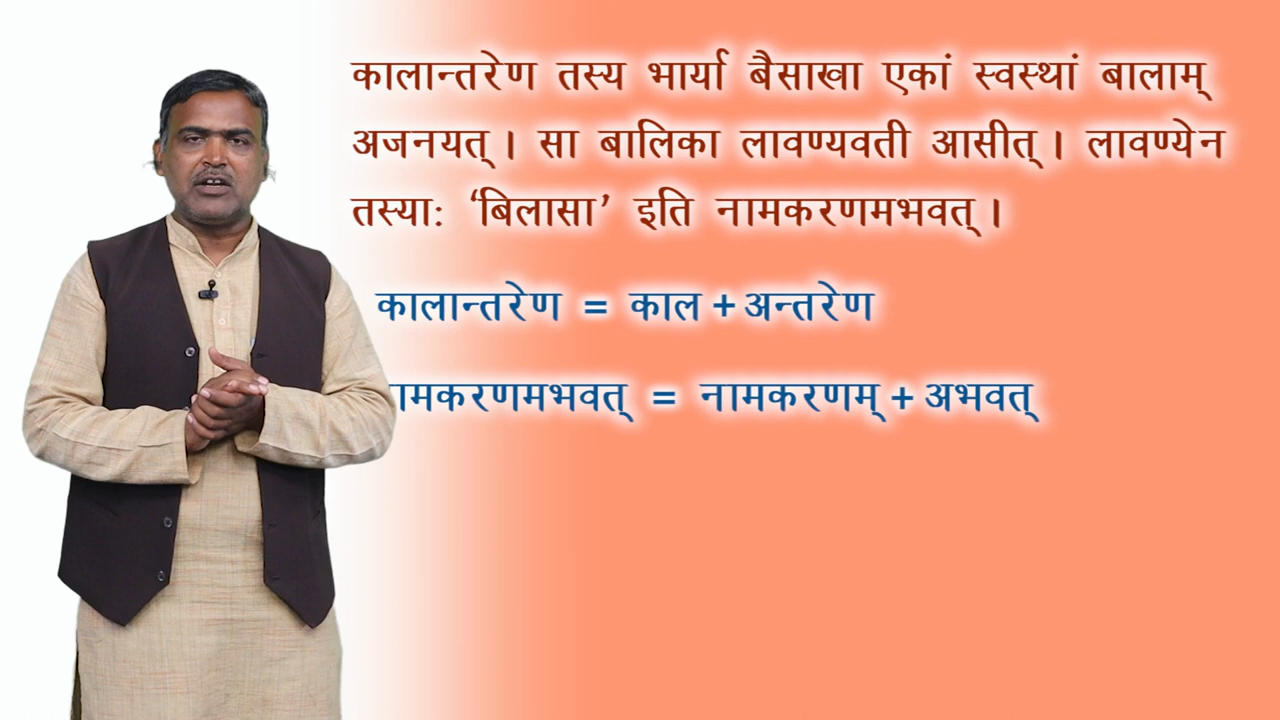 कालान्तरेण तस्य भार्या बैसाखा एकां स्वस्थां बालाम्
अजनयत् । सा बालिका लावण्यवती आसीत् । लावण्येन
तस्याः ‘बिलासा’ इति नामकरणमभवत् ।
कालान्तरेण = काल + अन्तरेण
ामकरणमभवत् = नामकरणम् + अभवत्